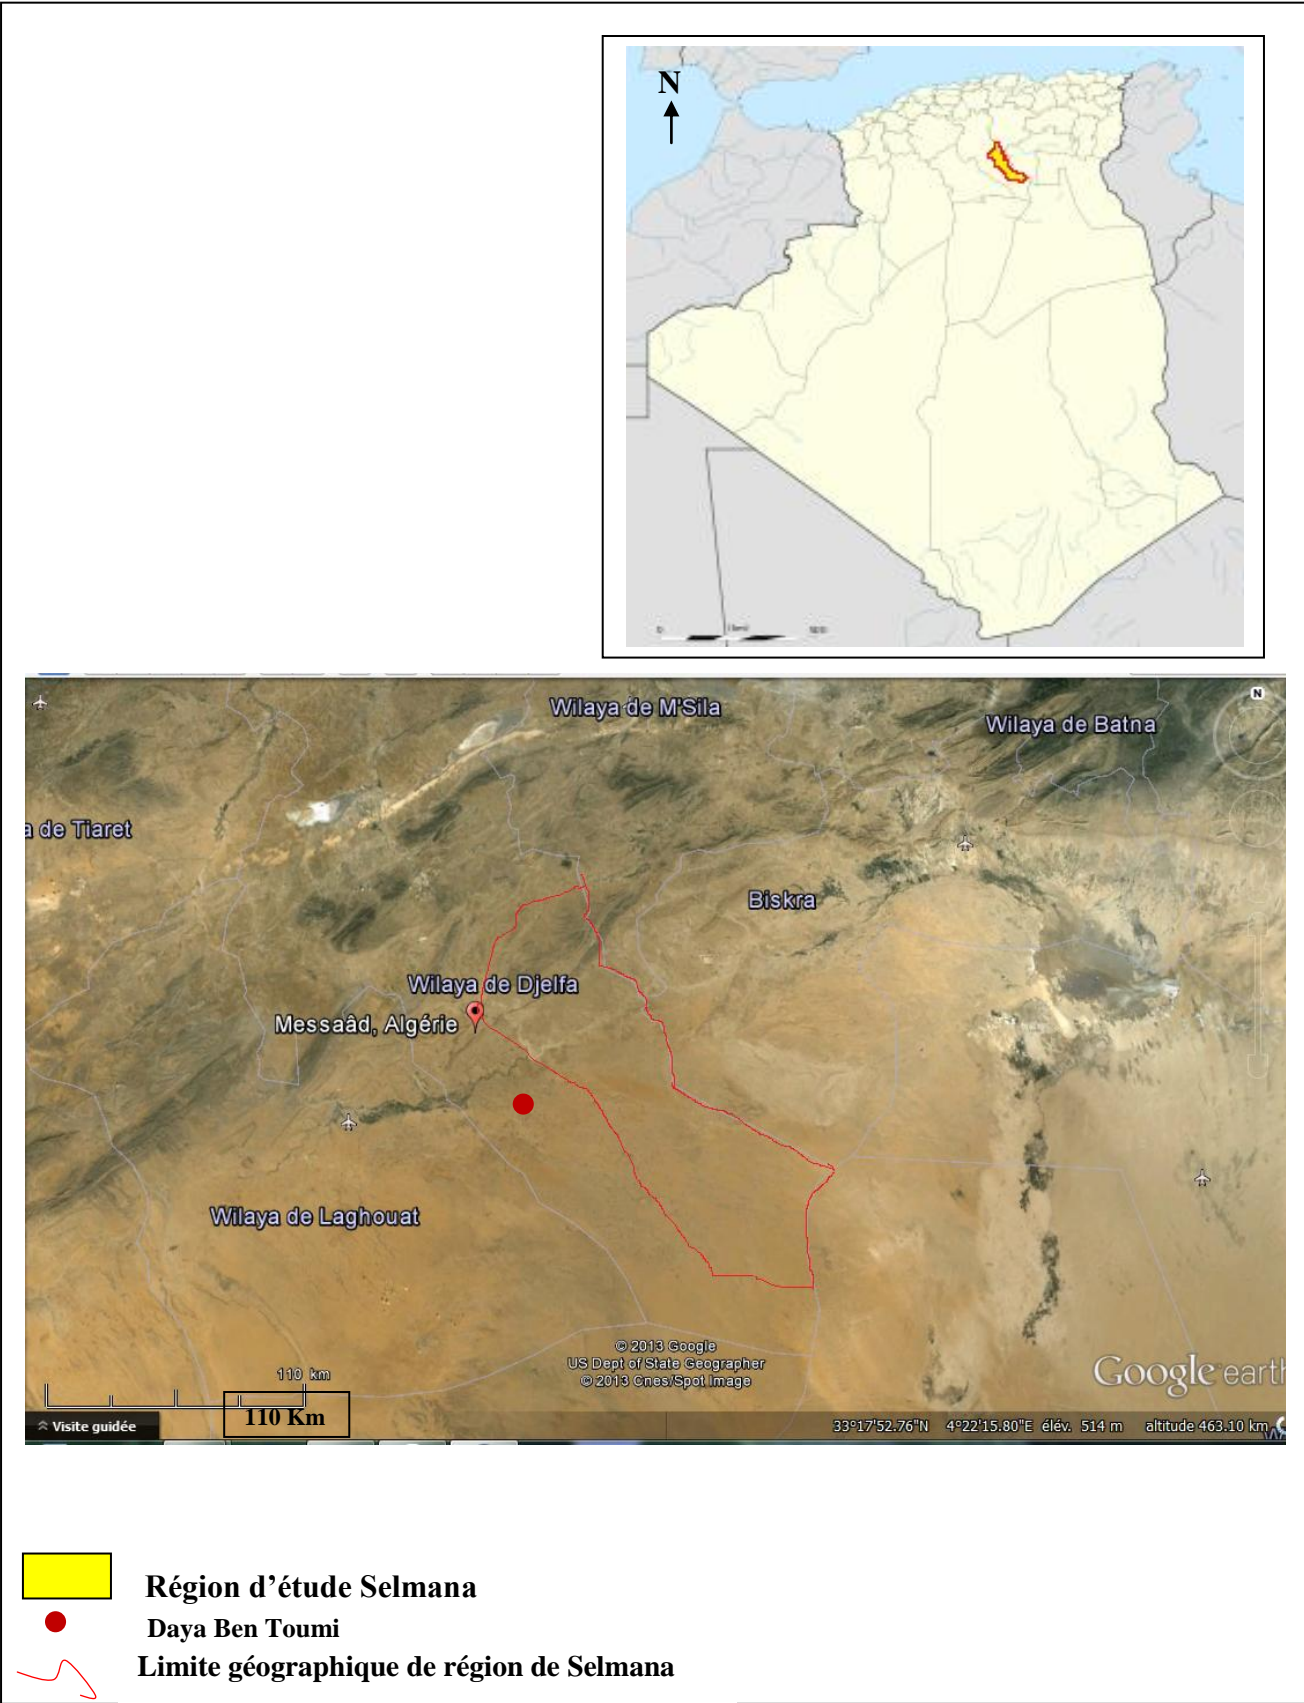 N
0
Wilaya de M'Sila
N
Wilaya de Batna
a de Tiaret
Biskra
Wilaya de Djelfa
Messaâd, Algérie
Wilaya de Laghouat
© 2013 Google
US Dept of State Geographer
© 2013 Cnes/Spot Image
Google earth
110 km
110 Km
Visite guidée
33°17'52.76"N 4°22'15.80"E élév. 514 m altitude 463.10 km
Région d'étude Selmana
Daya Ben Toumi
Limite géographique de région de Selmana